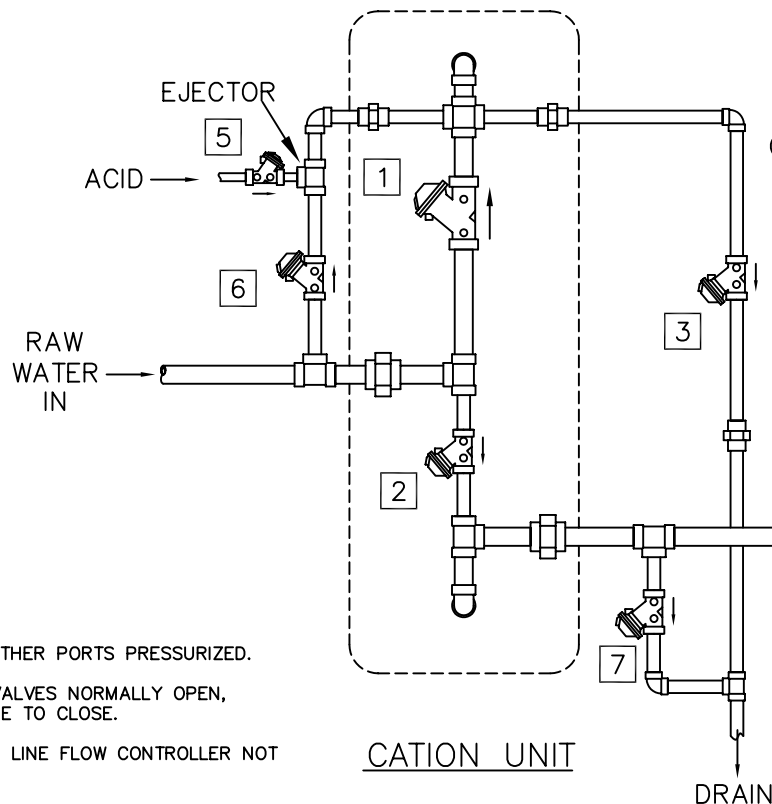 EJECTOR
5
ACID
1
6
3
RAW
WATER
IN
2
7
THER PORTS PRESSURIZED.
ALVES NORMALLY OPEN,
E TO CLOSE.
LINE FLOW CONTROLLER NOT
CATION UNIT
DRAIN